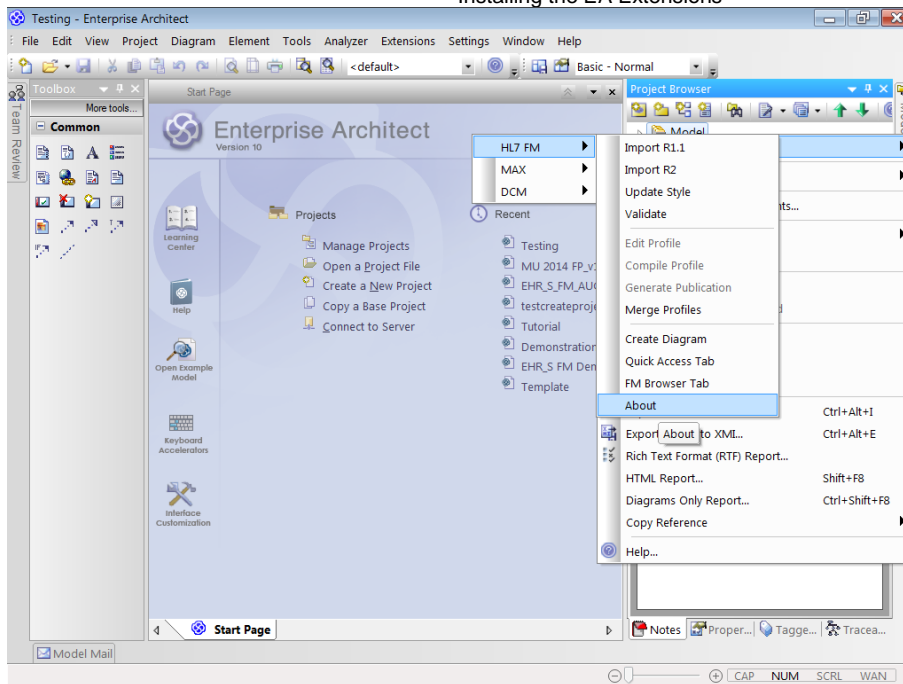 Installing the EA Extensions
Testing - Enterprise Architect
File Edit View Project Diagram Element Tools Analyzer Extensions Settings Window Help
<default> Basic - Normal
Toolbox
More tools...
Common
Team Review
Start Page
Enterprise Architect
Version 10
Learning Center
Help
Open Example Model
Keyboard Accelerators
Interface Customization
Projects
Manage Projects
Open a Project File
Create a New Project
Copy a Base Project
Connect to Server
Recent
Testing
MU 2014 FP_v
EHR_S_FM_AU
testcreateproje
Tutorial
Demonstration
EHR_S FM Den
Template
HL7 FM
MAX
DCM
Project Browser
Model
Import R1.1
Import R2
Update Style
Validate
Edit Profile
Compile Profile
Generate Publication
Merge Profiles
Create Diagram
Quick Access Tab
FM Browser Tab
About
nts...
Ctrl+Alt+I
Export About to XMI... Ctrl+Alt+E
Rich Text Format (RTF) Report...
HTML Report... Shift+F8
Diagrams Only Report... Ctrl+Shift+F8
Copy Reference
Help...
Start Page
Notes Proper... Tagge... Tracea...
Model Mail
CAP NUM SCRL WAN